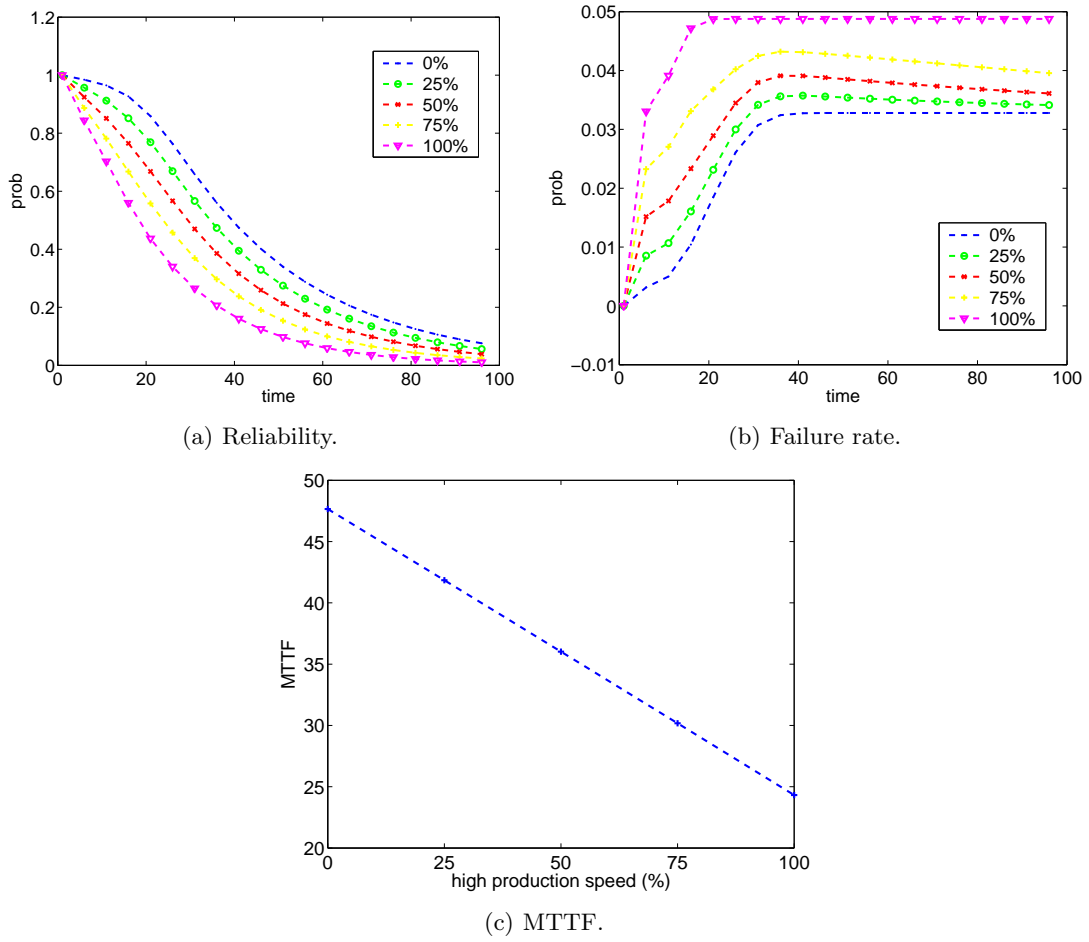 1.2
1
0.8
0.6
0.4
0.2
0
prob
0 20 40 60 80 100
time
0%
25%
50%
75%
100%
(a) Reliability.
0.05
0.04
0.03
0.02
0.01
0
−0.01
prob
0 20 40 60 80 100
time
0%
25%
50%
75%
100%
(b) Failure rate.
50
45
40
35
30
25
20
MTTF
0 25 50 75 100
high production speed (%)
(c) MTTF.